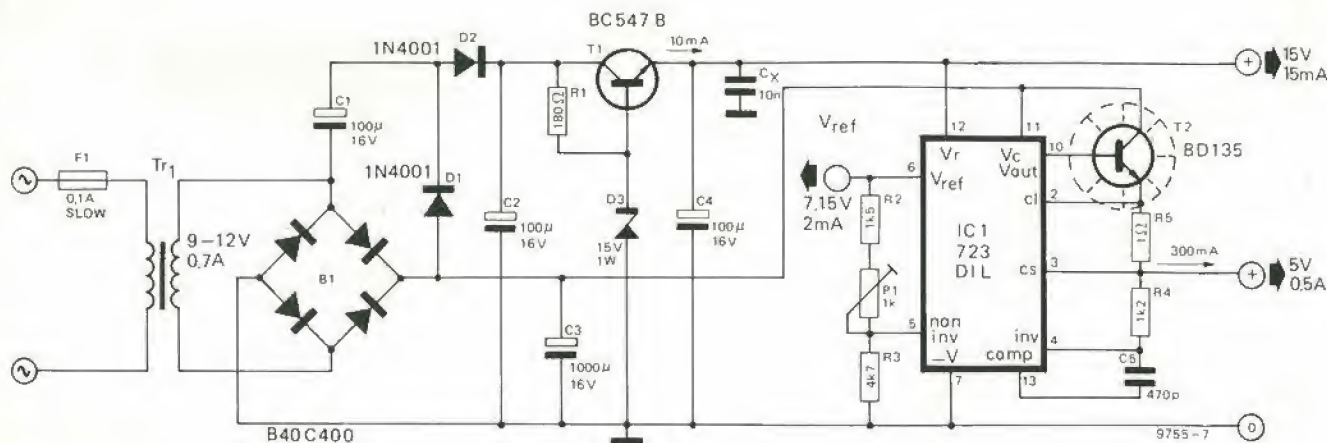 BC547B
1N4001
D2
T1
10mA
15V
15mA
C1
100µ
16V
R1
180Ω
CX
10n
Vref
T2
BD135
12
11
10
Vr
Vc
Vout
6
Vref
7,15V
2mA
R2
1k5
cl
2
R5
1Ω
F1
0,1A
SLOW
Tr1
9-12V
0,7A
1N4001
D1
C2
100µ
16V
D3
15V
1W
C4
100µ
16V
IC1
723
DIL
P1
1k
cs
3
300mA
5V
0,5A
B1
R4
1k2
5
non
inv
-V
inv
comp
4
C3
1000µ
16V
R3
4k7
7
13
C5
470p
B40C400
9755-7
0